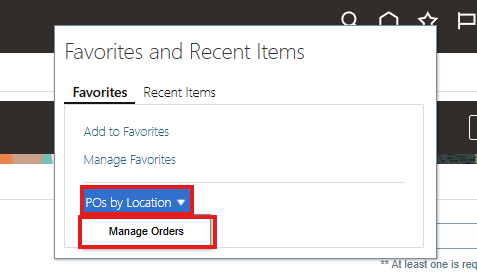 Favorites and Recent Items
Favorites Recent Items
Add to Favorites
Manage Favorites
POs by Location
Manage Orders
** At least one is req